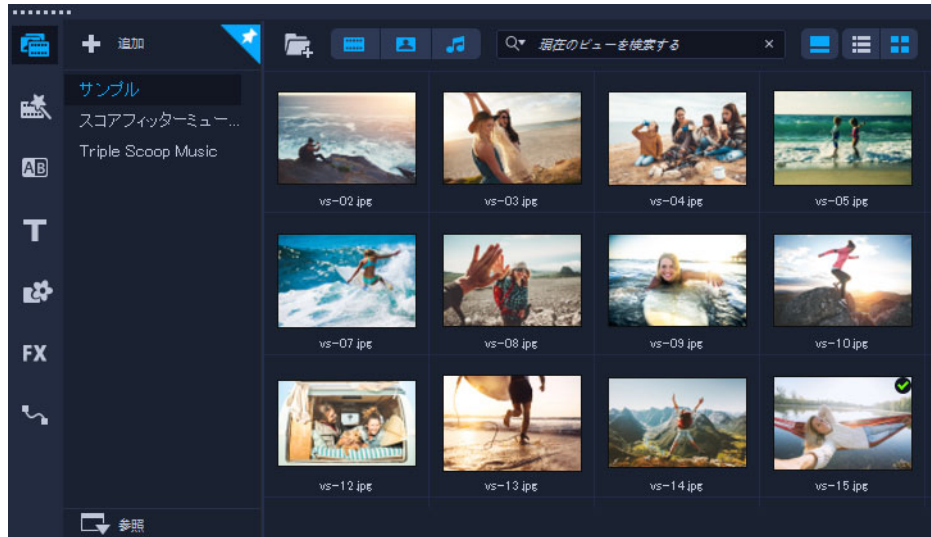 追加
現在のビューを検索する
サンプル
スコアフィッターミュー...
Triple Scoop Music
AB
T
FX
vs-02.jpg
vs-03.jpg
vs-04.jpg
vs-05.jpg
vs-07.jpg
vs-08.jpg
vs-09.jpg
vs-10.jpg
vs-12.jpg
vs-13.jpg
vs-14.jpg
vs-15.jpg
参照